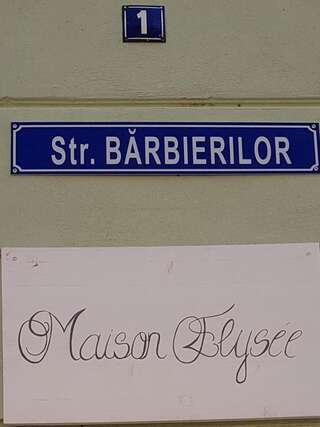 1
Str. BĂRBIERILOR
Maison Elysée